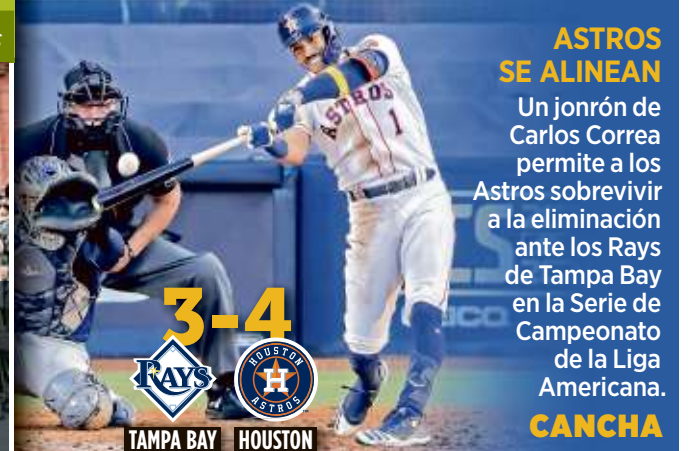 ASTROS
SE ALINEAN
Un jonrón de
Carlos Correa
permite a los
Astros sobrevivir
a la eliminación
ante los Rays
de Tampa Bay
en la Serie de
Campeonato
de la Liga
Americana.
CANCHA
ASTROS
1
3-4
RAYS
HOUSTON
H
ASTROS
TAMPA BAY HOUSTON